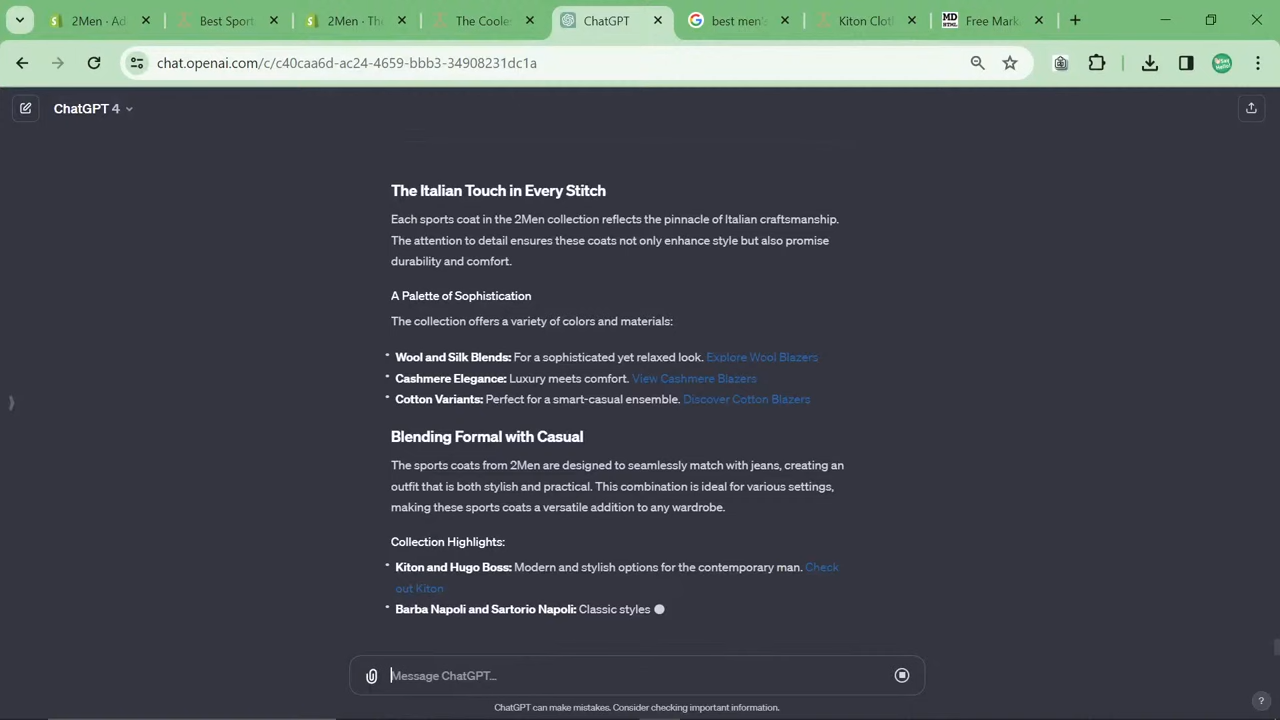 2Men · Ad
Best Sport
2Men · The
The Cooles
ChatGPT
best men'
Kiton Cloth
Free Mark
chat.openai.com/c/c40caa6d-ac24-4659-bbb3-34908231dc1a
ChatGPT 4
The Italian Touch in Every Stitch
Each sports coat in the 2Men collection reflects the pinnacle of Italian craftsmanship.
The attention to detail ensures these coats not only enhance style but also promise
durability and comfort.
A Palette of Sophistication
The collection offers a variety of colors and materials:
Wool and Silk Blends: For a sophisticated yet relaxed look. Explore Wool Blazers
Cashmere Elegance: Luxury meets comfort. View Cashmere Blazers
Cotton Variants: Perfect for a smart-casual ensemble. Discover Cotton Blazers
Blending Formal with Casual
The sports coats from 2Men are designed to seamlessly match with jeans, creating an
outfit that is both stylish and practical. This combination is ideal for various settings,
making these sports coats a versatile addition to any wardrobe.
Collection Highlights:
Kiton and Hugo Boss: Modern and stylish options for the contemporary man. Check
out Kiton
Barba Napoli and Sartorio Napoli: Classic styles
Message ChatGPT...
ChatGPT can make mistakes. Consider checking important information.
?